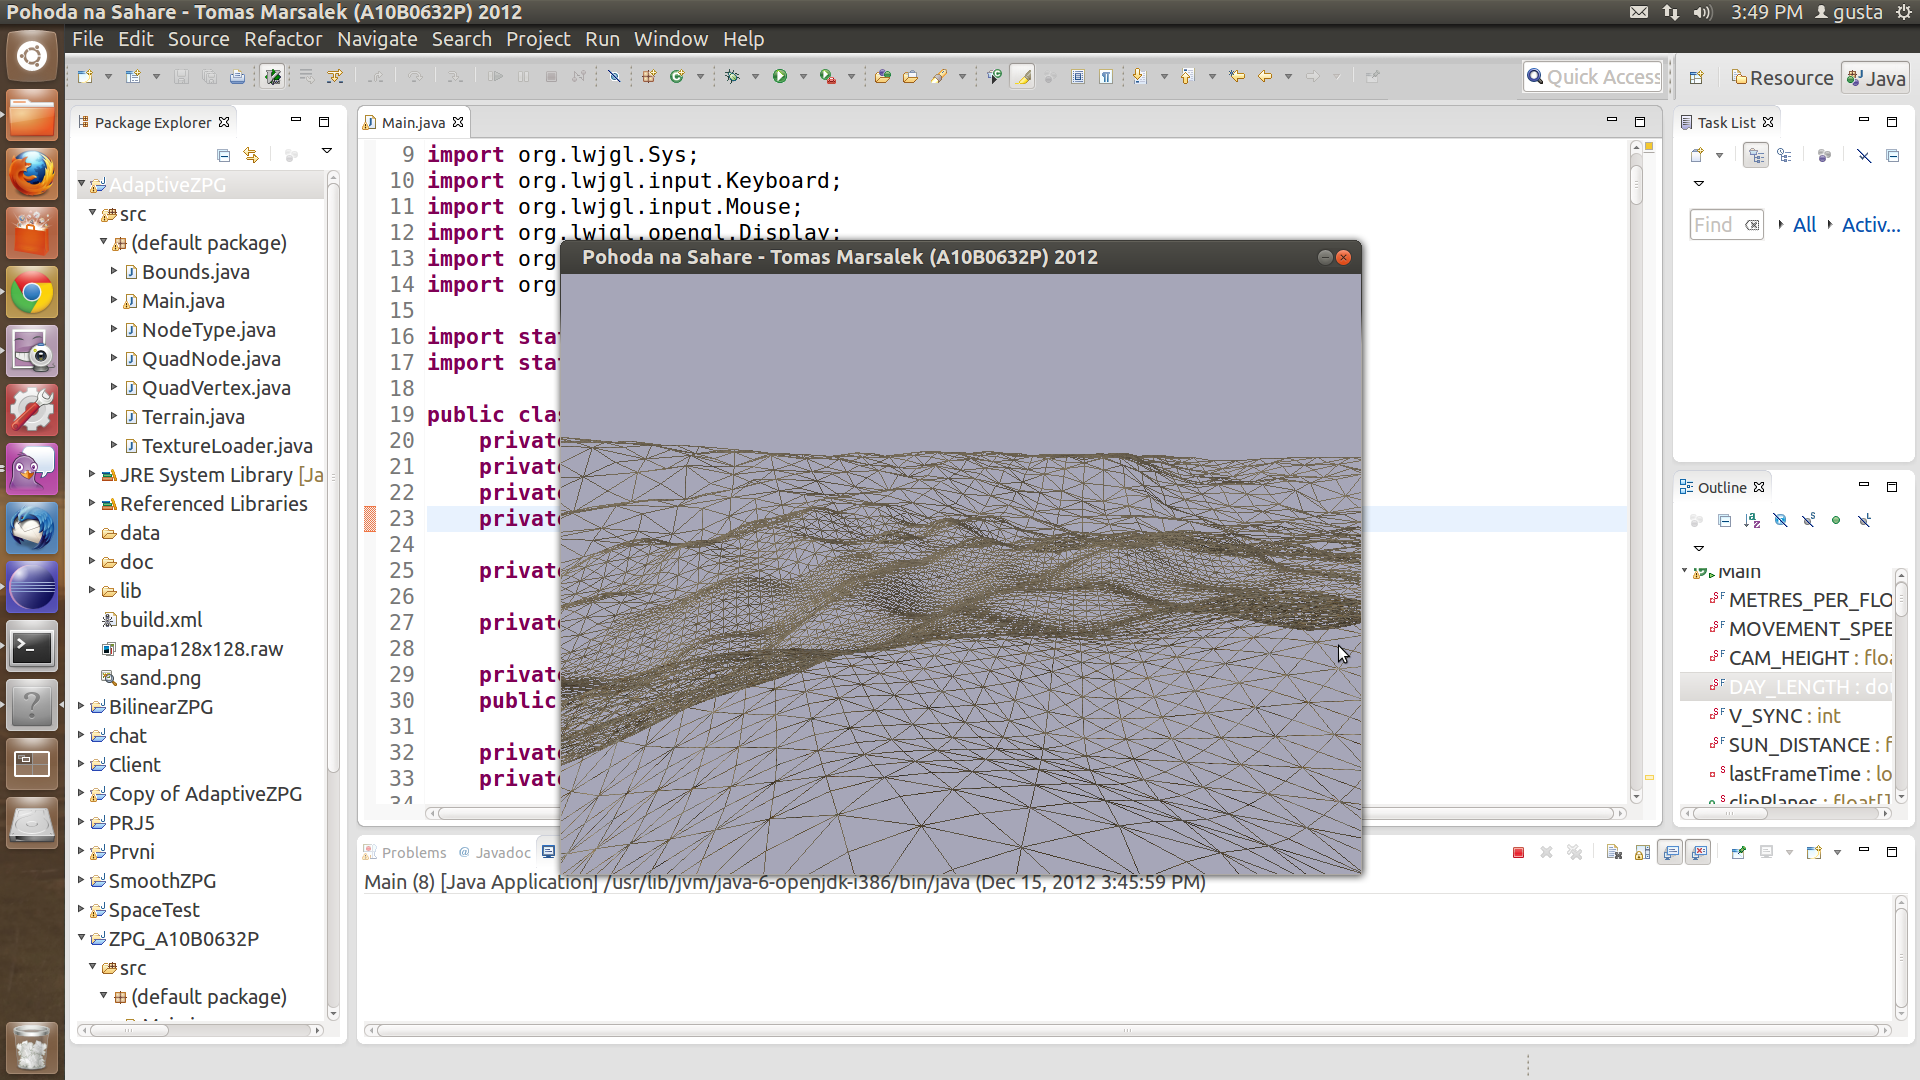 Pohoda na Sahare - Tomas Marsalek (A10B0632P) 2012
3:49 PM gusta
File Edit Source Refactor Navigate Search Project Run Window Help
Quick Access
Resource
Java
Package Explorer
AdaptiveZPG
src
(default package)
Bounds.java
Main.java
NodeType.java
QuadNode.java
QuadVertex.java
Terrain.java
TextureLoader.java
JRE System Library [Ja
Referenced Libraries
data
doc
lib
build.xml
mapa128x128.raw
sand.png
BilinearZPG
chat
Client
Copy of AdaptiveZPG
PRJ5
Prvni
SmoothZPG
SpaceTest
ZPG_A10B0632P
src
(default package)
Main.java
9 import org.lwjgl.Sys;
10 import org.lwjgl.input.Keyboard;
11 import org.lwjgl.input.Mouse;
12 import org.lwjgl.opengl.Display;
13 import org
14 import org
15
16 import sta
17 import sta
18
19 public cla
20 privat
21 privat
22 privat
23 privat
24
25 privat
26
27 privat
28
29 privat
30 public
31
32 privat
33 privat
34
Pohoda na Sahare - Tomas Marsalek (A10B0632P) 2012
Problems
@ Javadoc
Main (8) [Java Application] /usr/lib/jvm/java-6-openjdk-i386/bin/java (Dec 15, 2012 3:45:59 PM)
Task List
Find
All
Activ...
Outline
Main
METRES_PER_FLO
MOVEMENT_SPEE
CAM_HEIGHT : floa
DAY_LENGTH : dou
V_SYNC : int
SUN_DISTANCE : f
lastFrameTime : lo
clipPlanes : float[]